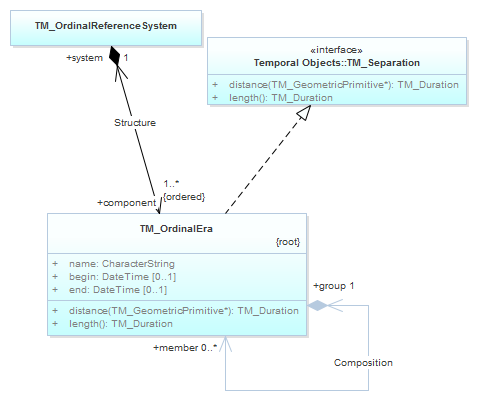 TM_OrdinalReferenceSystem
+system 1
«interface»
Temporal Objects::TM_Separation
+ distance(TM_GeometricPrimitive*): TM_Duration
+ length(): TM_Duration
Structure
1..*
{ordered}
+component
TM_OrdinalEra
{root}
+ name: CharacterString
+ begin: DateTime [0..1]
+ end: DateTime [0..1]
+ distance(TM_GeometricPrimitive*): TM_Duration
+ length(): TM_Duration
+group 1
+member 0..*
Composition